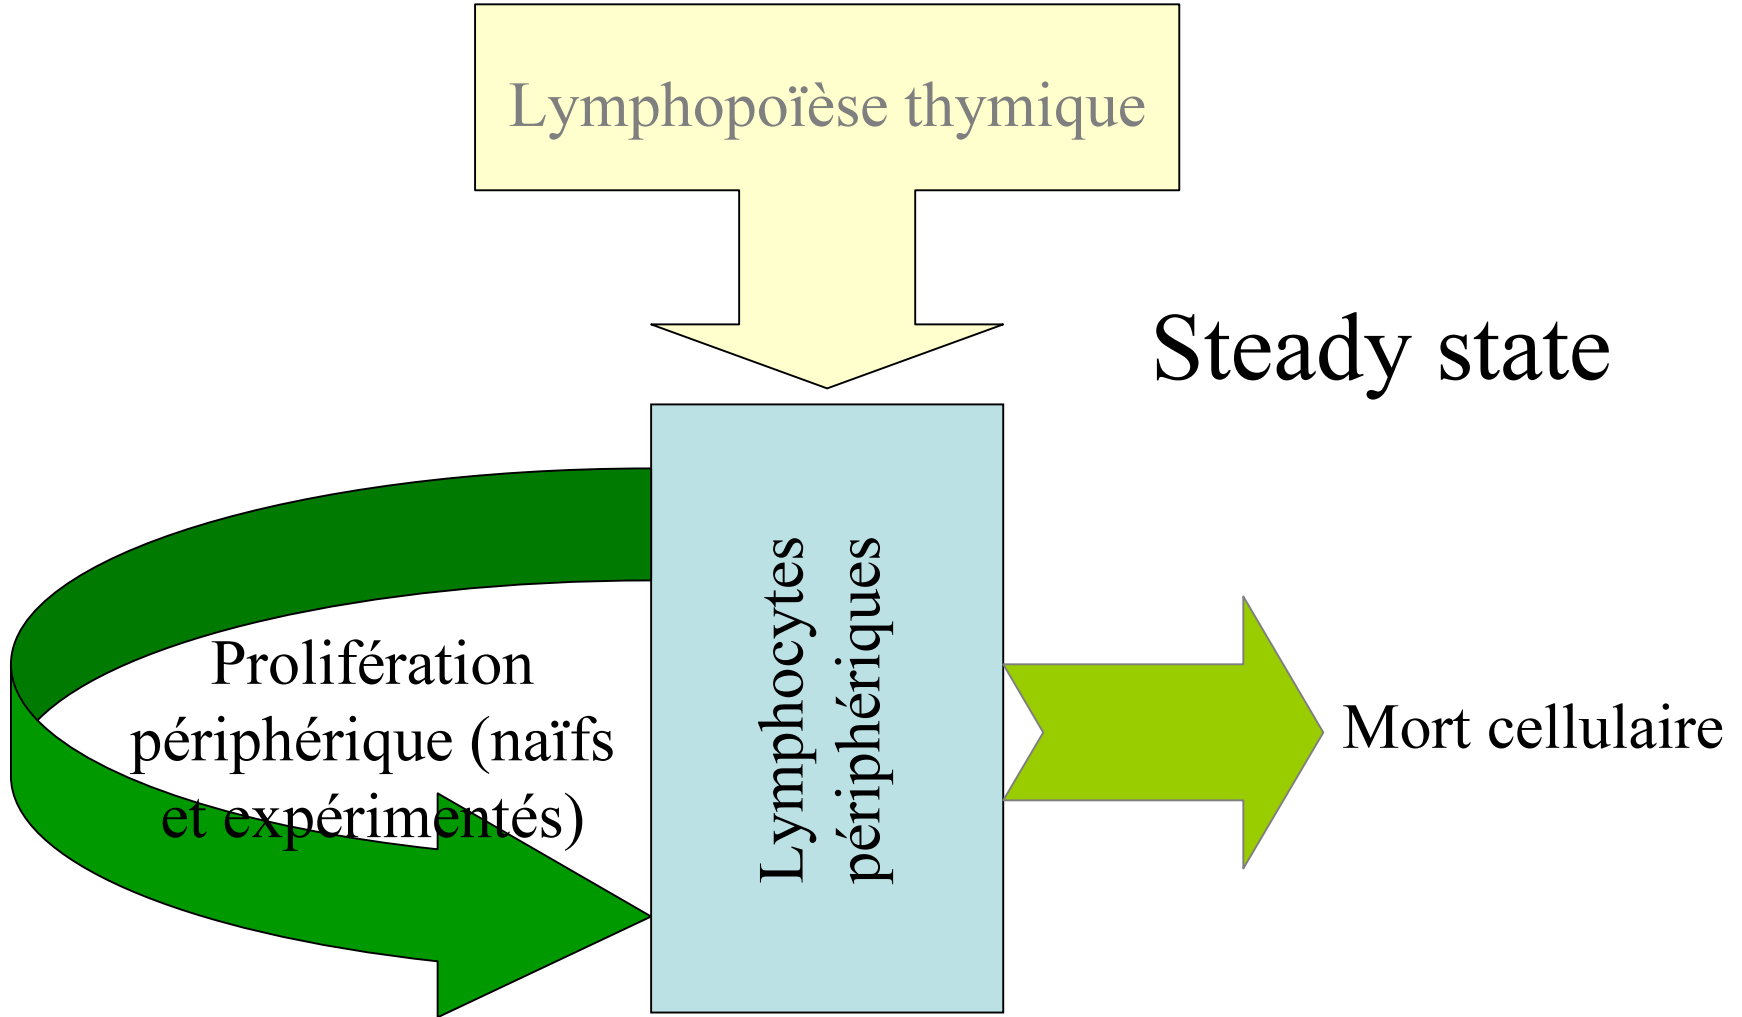 Lymphopoïèse thymique
Steady state
Lymphocytes
périphériques
Prolifération
périphérique (naïfs
et expérimentés)
Mort cellulaire